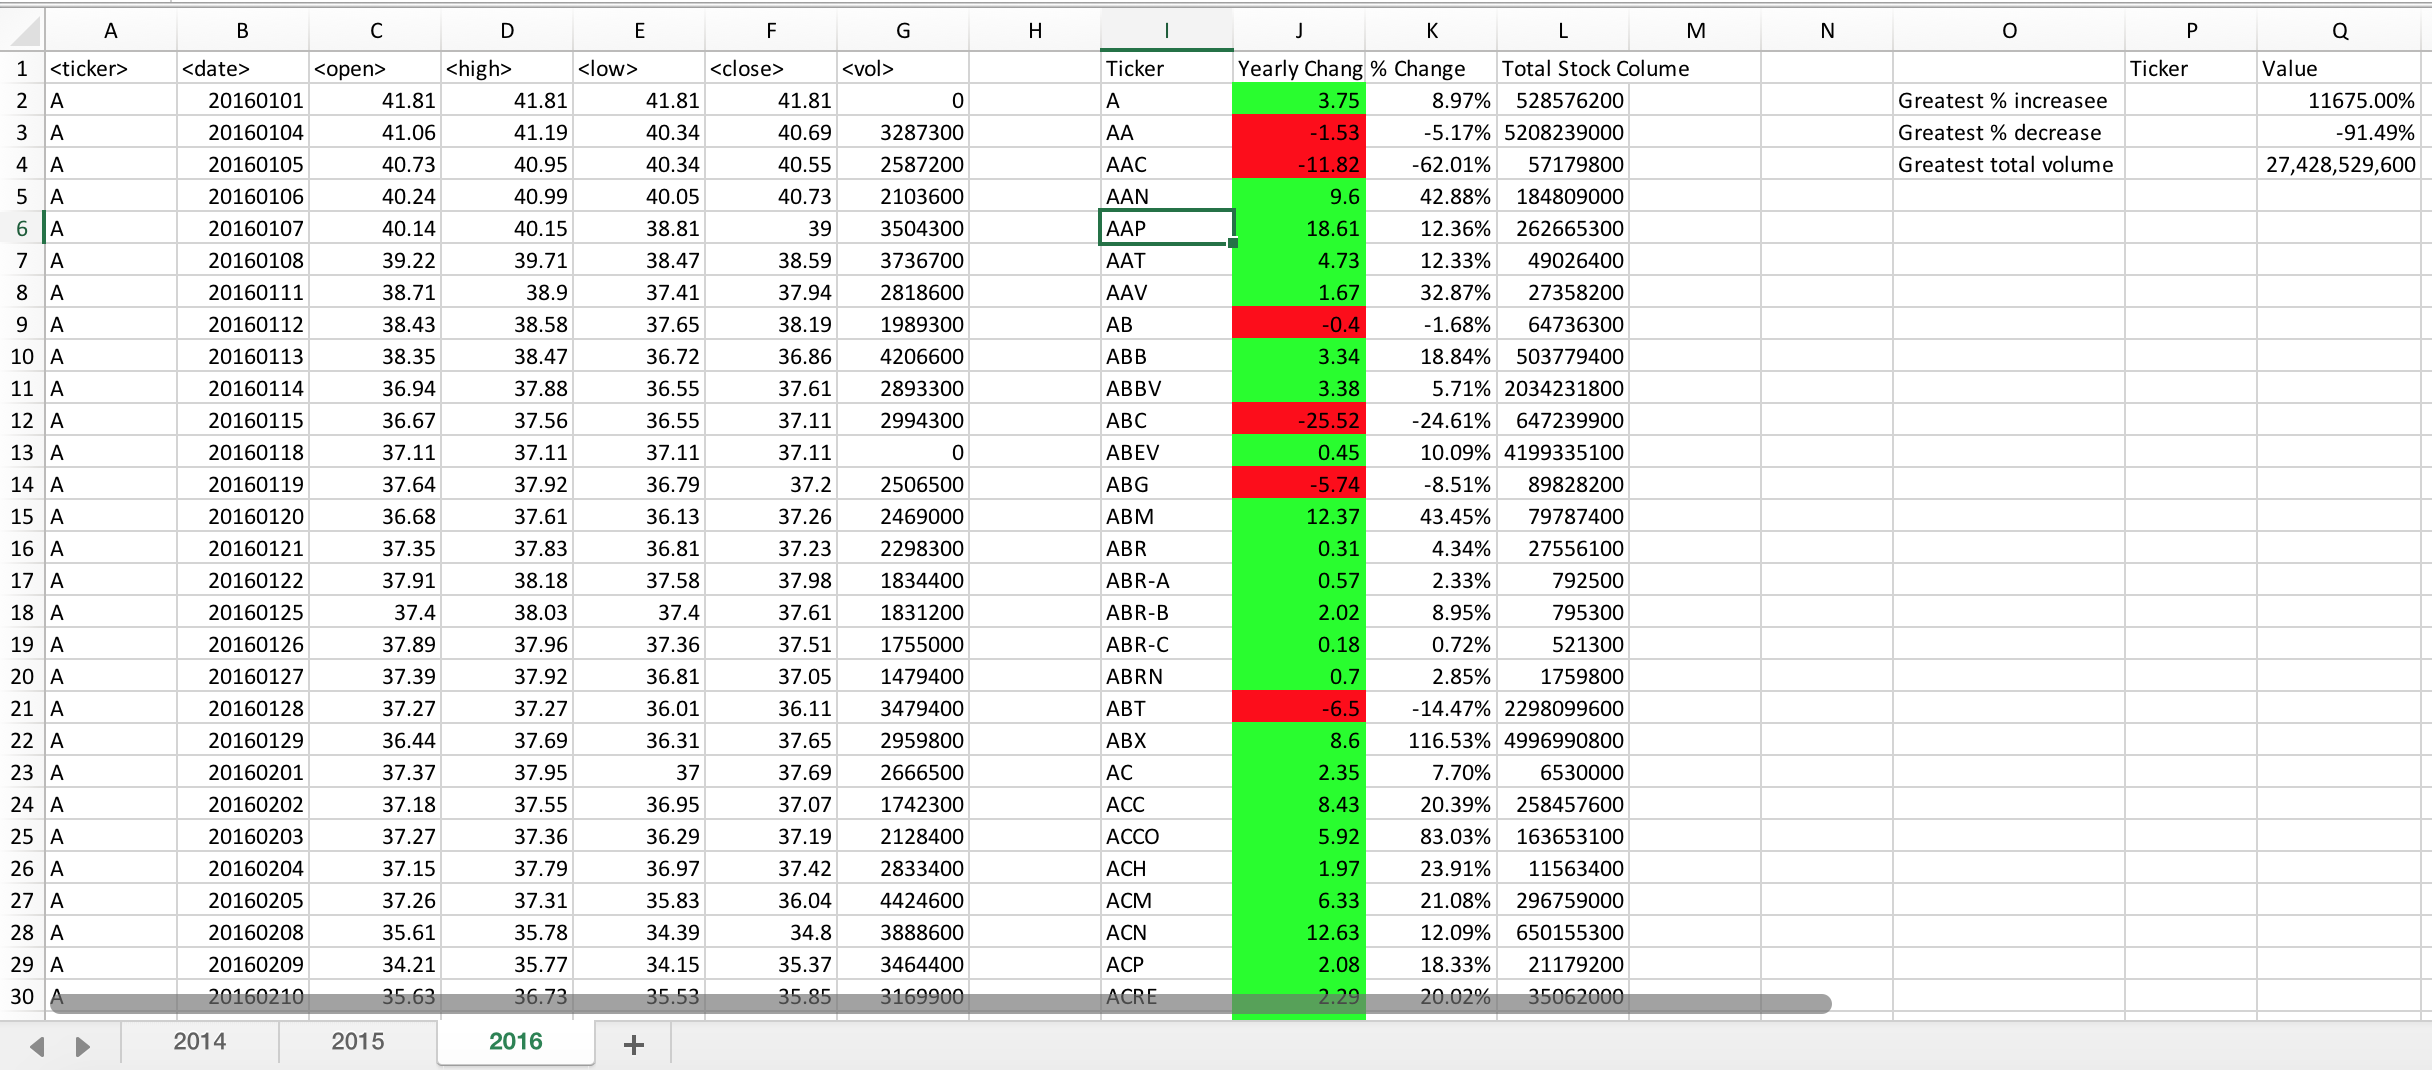 A B C D E F G H I J K L M N O P Q
1 <ticker> <date> <open> <high> <low> <close> <vol> Ticker Yearly Chang % Change Total Stock Colume Ticker Value
2 A 20160101 41.81 41.81 41.81 41.81 0 A 3.75 8.97% 528576200 Greatest % increasee 11675.00%
3 A 20160104 41.06 41.19 40.34 40.69 3287300 AA -1.53 -5.17% 5208239000 Greatest % decrease -91.49%
4 A 20160105 40.73 40.95 40.34 40.55 2587200 AAC -11.82 -62.01% 57179800 Greatest total volume 27,428,529,600
5 A 20160106 40.24 40.99 40.05 40.73 2103600 AAN 9.6 42.88% 184809000
6 A 20160107 40.14 40.15 38.81 39 3504300 AAP 18.61 12.36% 262665300
7 A 20160108 39.22 39.71 38.47 38.59 3736700 AAT 4.73 12.33% 49026400
8 A 20160111 38.71 38.9 37.41 37.94 2818600 AAV 1.67 32.87% 27358200
9 A 20160112 38.43 38.58 37.65 38.19 1989300 AB -0.4 -1.68% 64736300
10 A 20160113 38.35 38.47 36.72 36.86 4206600 ABB 3.34 18.84% 503779400
11 A 20160114 36.94 37.88 36.55 37.61 2893300 ABBV 3.38 5.71% 2034231800
12 A 20160115 36.67 37.56 36.55 37.11 2994300 ABC -25.52 -24.61% 647239900
13 A 20160118 37.11 37.11 37.11 37.11 0 ABEV 0.45 10.09% 4199335100
14 A 20160119 37.64 37.92 36.79 37.2 2506500 ABG -5.74 -8.51% 89828200
15 A 20160120 36.68 37.61 36.13 37.26 2469000 ABM 12.37 43.45% 79787400
16 A 20160121 37.35 37.83 36.81 37.23 2298300 ABR 0.31 4.34% 27556100
17 A 20160122 37.91 38.18 37.58 37.98 1834400 ABR-A 0.57 2.33% 792500
18 A 20160125 37.4 38.03 37.4 37.61 1831200 ABR-B 2.02 8.95% 795300
19 A 20160126 37.89 37.96 37.36 37.51 1755000 ABR-C 0.18 0.72% 521300
20 A 20160127 37.39 37.92 36.81 37.05 1479400 ABRN 0.7 2.85% 1759800
21 A 20160128 37.27 37.27 36.01 36.11 3479400 ABT -6.5 -14.47% 2298099600
22 A 20160129 36.44 37.69 36.31 37.65 2959800 ABX 8.6 116.53% 4996990800
23 A 20160201 37.37 37.95 37 37.69 2666500 AC 2.35 7.70% 6530000
24 A 20160202 37.18 37.55 36.95 37.07 1742300 ACC 8.43 20.39% 258457600
25 A 20160203 37.27 37.36 36.29 37.19 2128400 ACCO 5.92 83.03% 163653100
26 A 20160204 37.15 37.79 36.97 37.42 2833400 ACH 1.97 23.91% 11563400
27 A 20160205 37.26 37.31 35.83 36.04 4424600 ACM 6.33 21.08% 296759000
28 A 20160208 35.61 35.78 34.39 34.8 3888600 ACN 12.63 12.09% 650155300
29 A 20160209 34.21 35.77 34.15 35.37 3464400 ACP 2.08 18.33% 21179200
30 A 20160210 35.63 36.73 35.53 35.85 3169900 ACRE 2.29 20.02% 35062000
2014 2015 2016 +